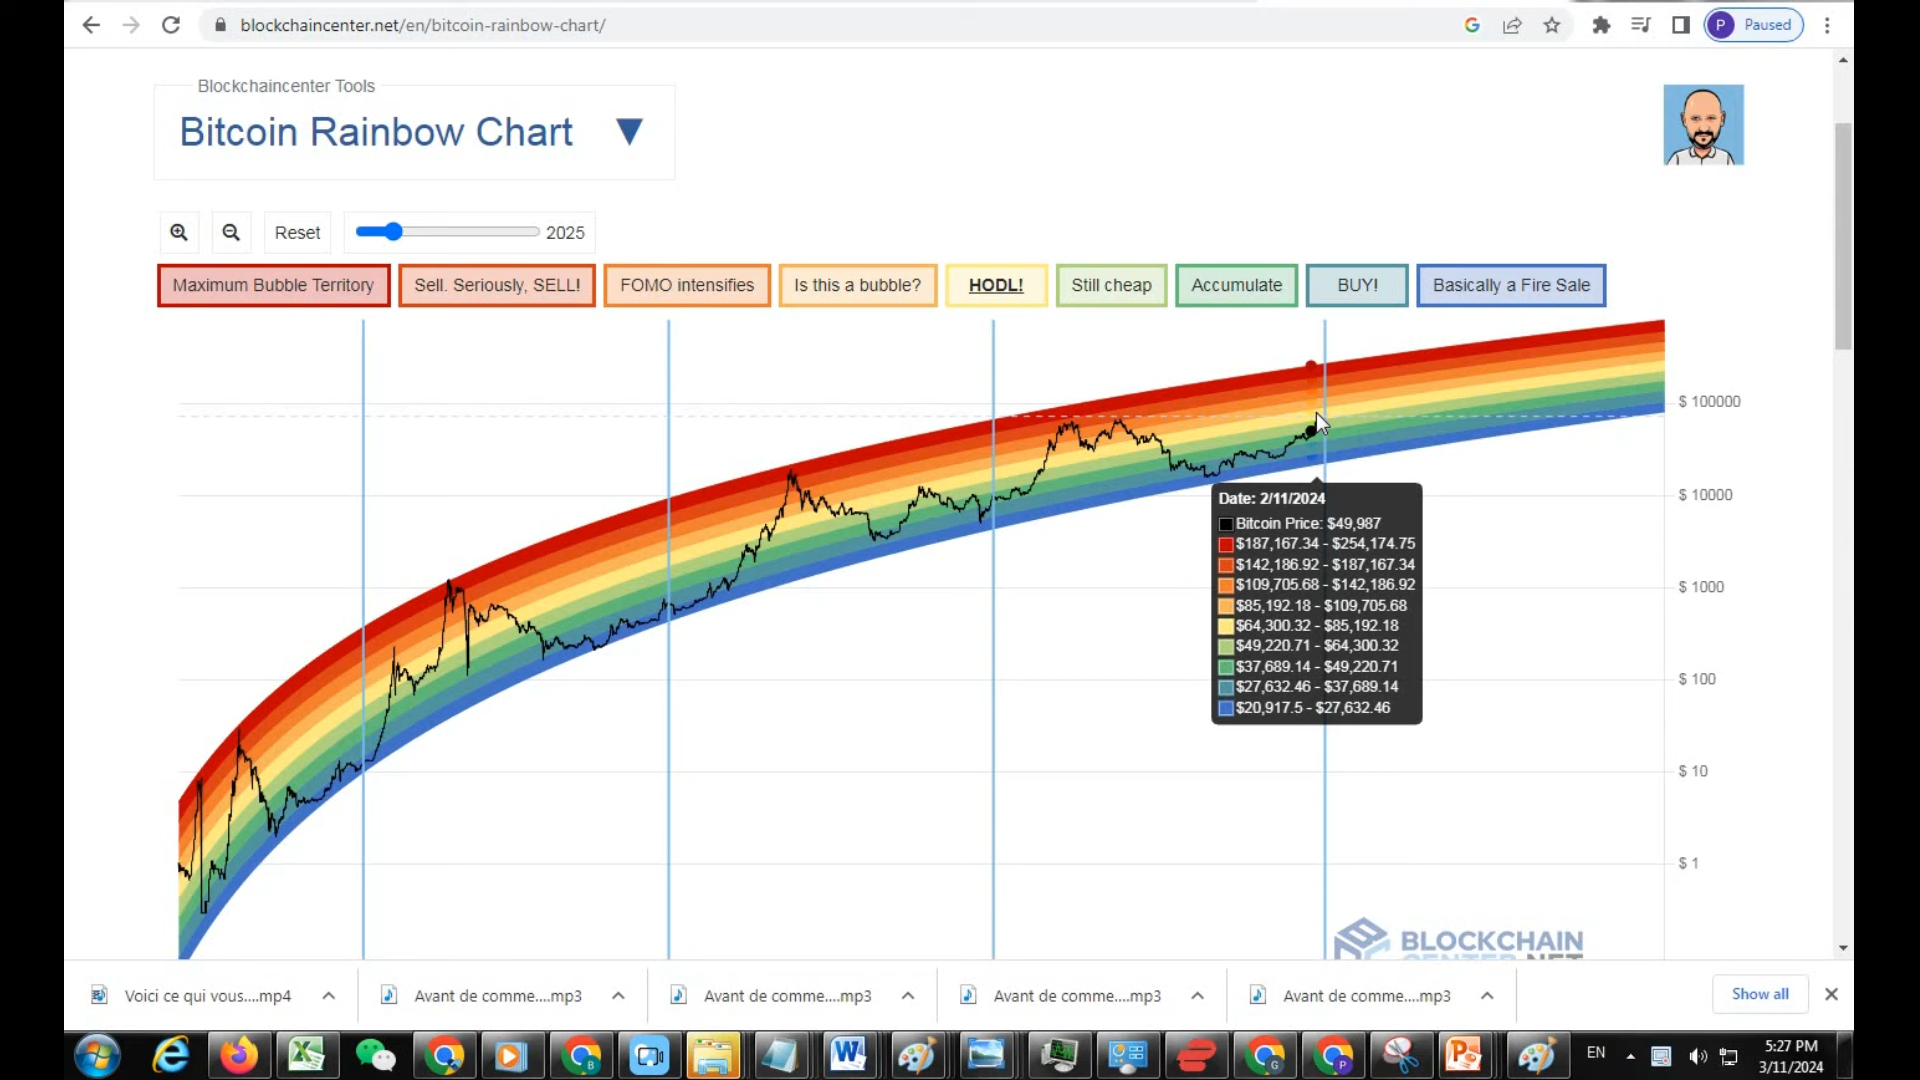 blockchaincenter.net/en/bitcoin-rainbow-chart/
P Paused
Blockchaincenter Tools
Bitcoin Rainbow Chart ▼
Reset 2025
Maximum Bubble Territory Sell. Seriously, SELL! FOMO intensifies Is this a bubble? HODL! Still cheap Accumulate BUY! Basically a Fire Sale
$ 100000
$ 10000
$ 1000
$ 100
$ 10
$ 1
Date: 2/11/2024
Bitcoin Price: $49,987
$187,167.34 - $254,174.75
$142,186.92 - $187,167.34
$109,705.68 - $142,186.92
$85,192.18 - $109,705.68
$64,300.32 - $85,192.18
$49,220.71 - $64,300.32
$37,689.14 - $49,220.71
$27,632.46 - $37,689.14
$20,917.5 - $27,632.46
BLOCKCHAIN
CENTER.NET
Voici ce qui vous....mp4 Avant de comme....mp3 Avant de comme....mp3 Avant de comme....mp3 Avant de comme....mp3 Show all
EN 5:27 PM
3/11/2024